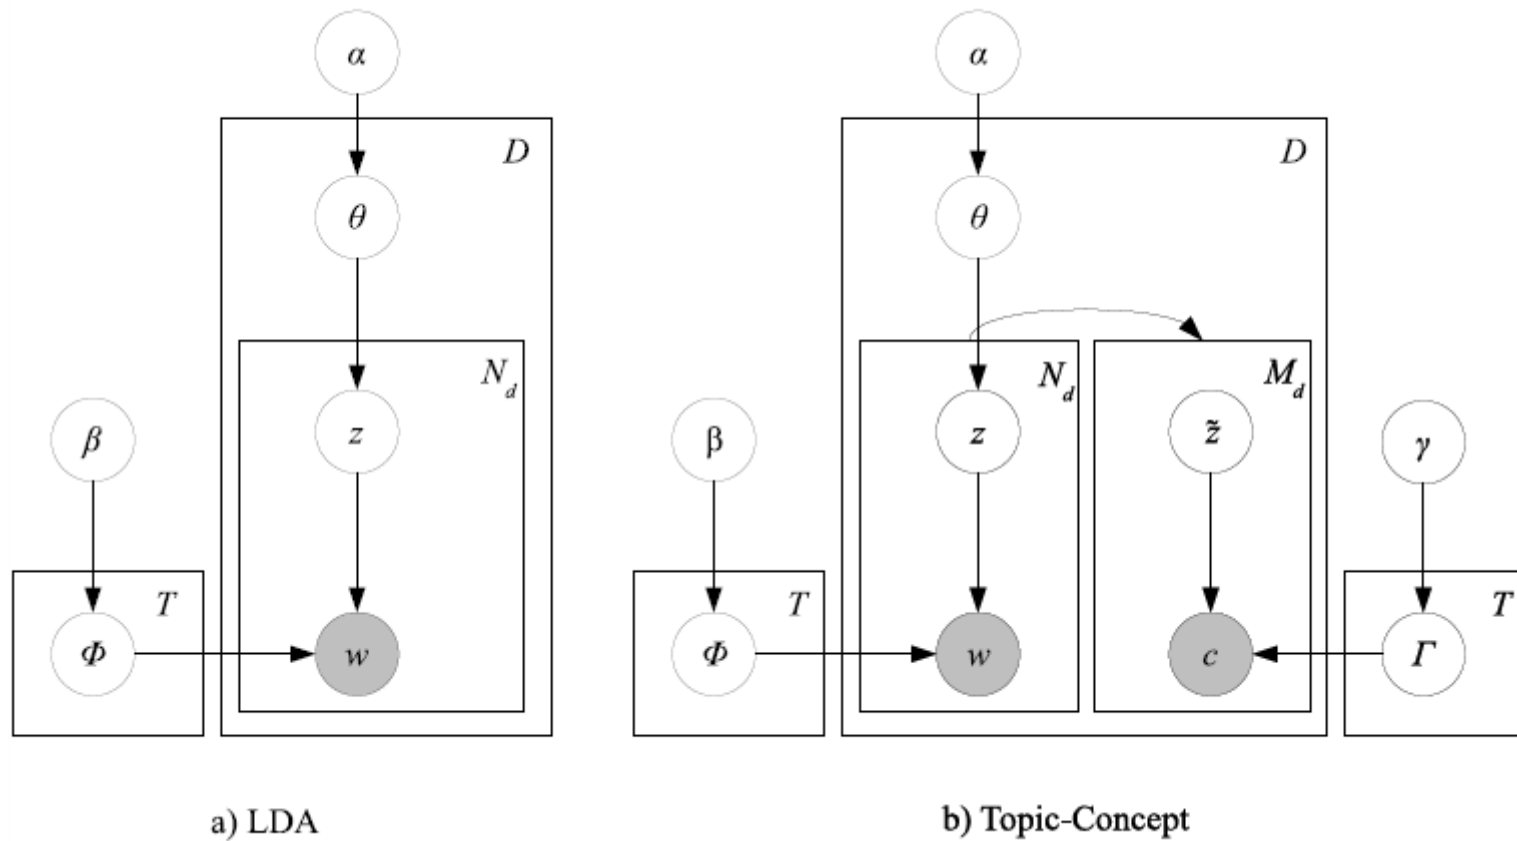 α
D
θ
N_d
z
β
T
Φ
w
a) LDA
α
D
θ
N_d
M_d
z
z̃
β
γ
T
T
Φ
w
c
Γ
b) Topic-Concept